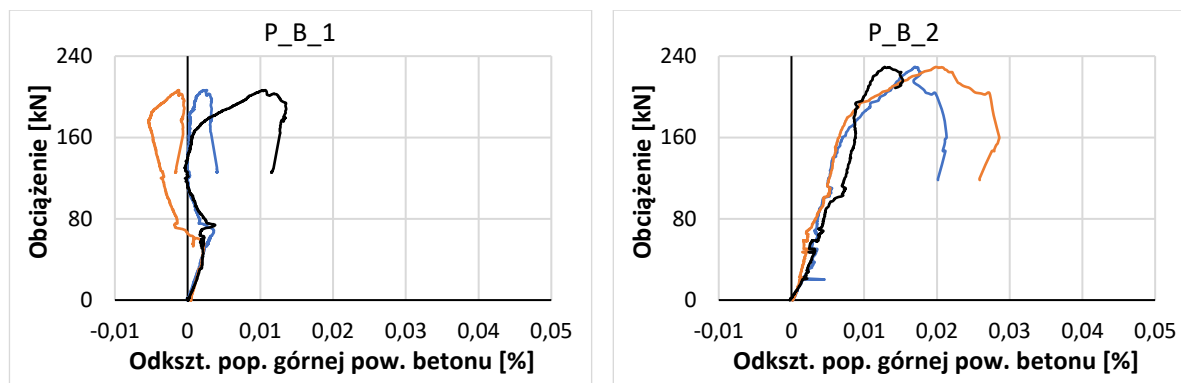 P_B_1
240
160
80
0
-0,01 0 0,01 0,02 0,03 0,04 0,05
Obciążenie [kN]
Odkszt. pop. górnej pow. betonu [%]
P_B_2
240
160
80
0
-0,01 0 0,01 0,02 0,03 0,04 0,05
Obciążenie [kN]
Odkszt. pop. górnej pow. betonu [%]